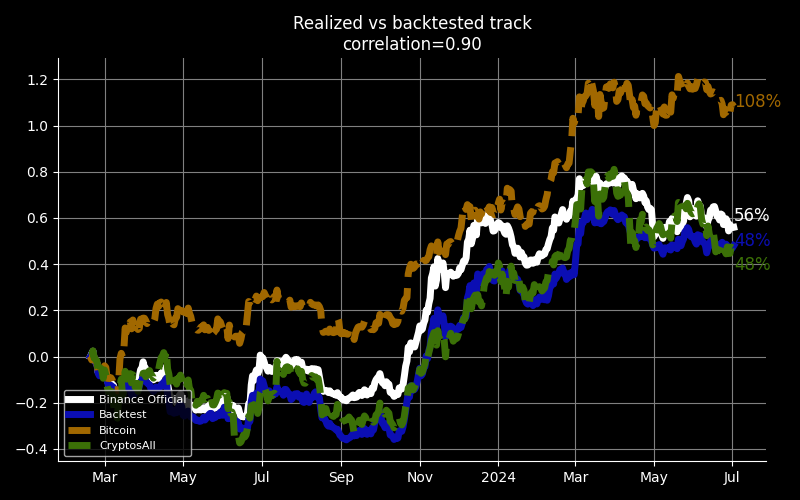 Realized vs backtested track
correlation=0.90
1.2
1.0
0.8
0.6
0.4
0.2
0.0
−0.2
−0.4
108%
56%
48%
48%
Binance Official
Backtest
Bitcoin
CryptosAll
Mar May Jul Sep Nov 2024 Mar May Jul